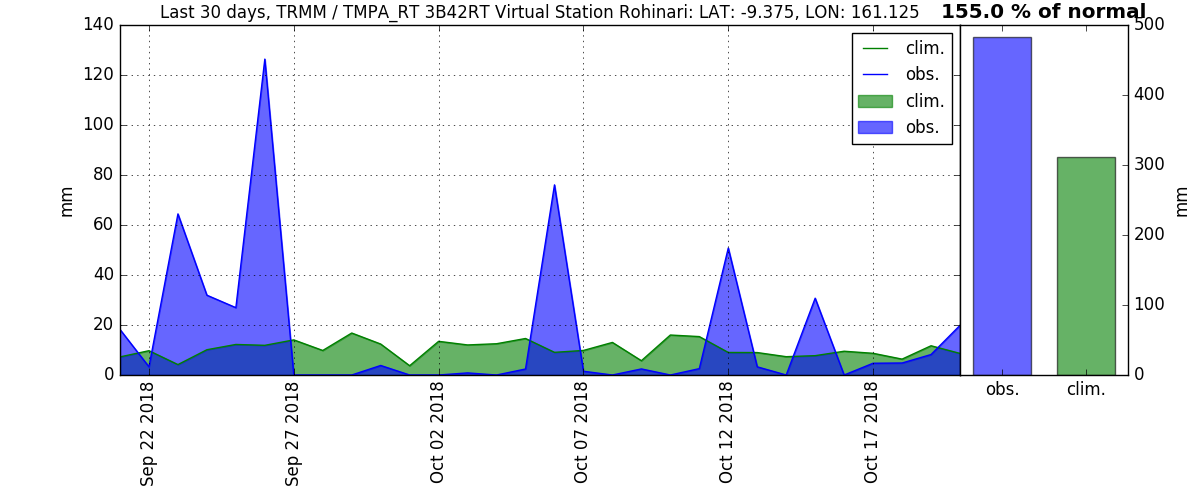 Last 30 days, TRMM / TMPA_RT 3B42RT Virtual Station Rohinari: LAT: -9.375, LON: 161.125
155.0 % of normal
140
120
100
80
60
40
20
0
mm
clim.
obs.
clim.
obs.
500
400
300
200
100
0
mm
Sep 22 2018
Sep 27 2018
Oct 02 2018
Oct 07 2018
Oct 12 2018
Oct 17 2018
obs.
clim.